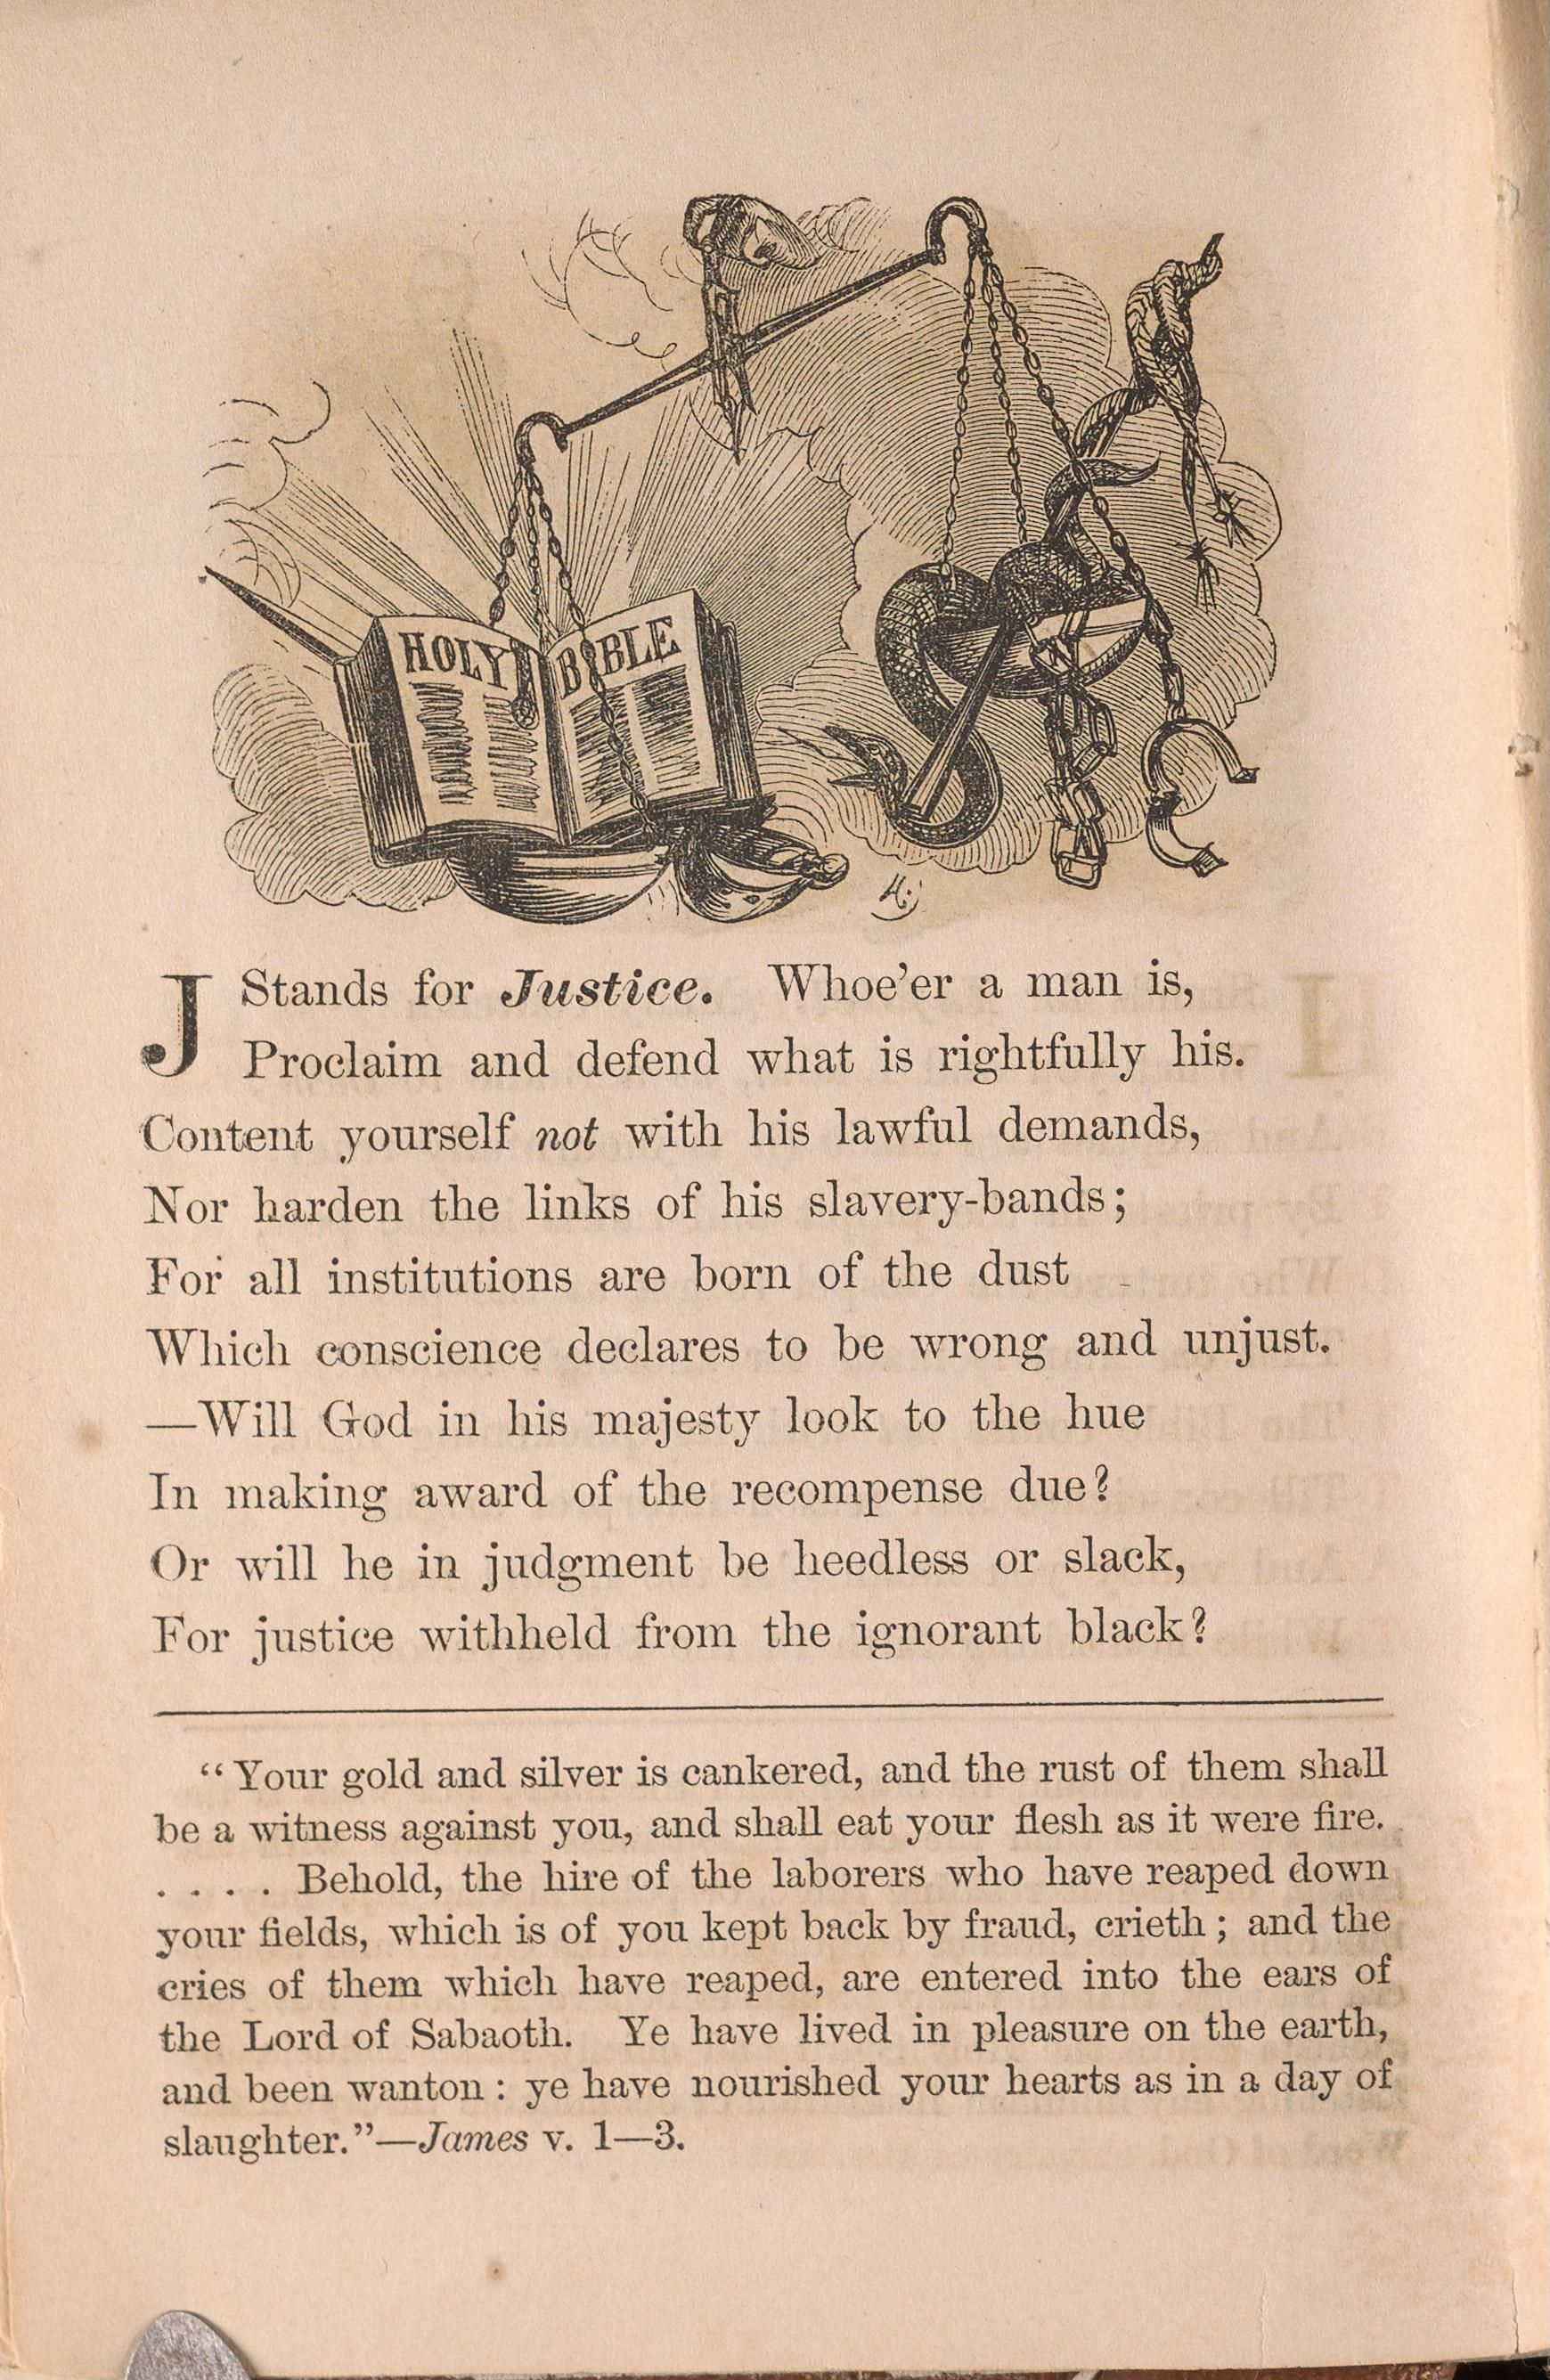 HOLY BIBLE
J Stands for Justice. Whoe'er a man is,
Proclaim and defend what is rightfully his.
Content yourself not with his lawful demands,
Nor harden the links of his slavery-bands;
For all institutions are born of the dust
Which conscience declares to be wrong and unjust.
—Will God in his majesty look to the hue
In making award of the recompense due?
Or will he in judgment be heedless or slack,
For justice withheld from the ignorant black?
“Your gold and silver is cankered, and the rust of them shall
be a witness against you, and shall eat your flesh as it were fire.
. . . . Behold, the hire of the laborers who have reaped down
your fields, which is of you kept back by fraud, crieth; and the
cries of them which have reaped, are entered into the ears of
the Lord of Sabaoth. Ye have lived in pleasure on the earth,
and been wanton: ye have nourished your hearts as in a day of
slaughter.”—James v. 1—3.